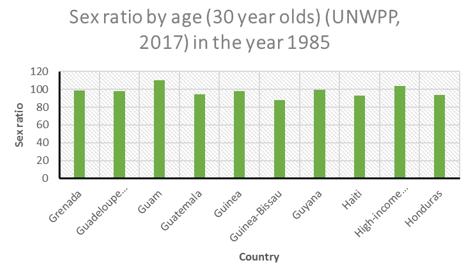 Sex ratio by age (30 year olds) (UNWPP,
2017) in the year 1985
120
100
80
60
40
20
0
Sex ratio
Grenada
Guadeloupe...
Guam
Guatemala
Guinea
Guinea-Bissau
Guyana
Haiti
High-income...
Honduras
Country